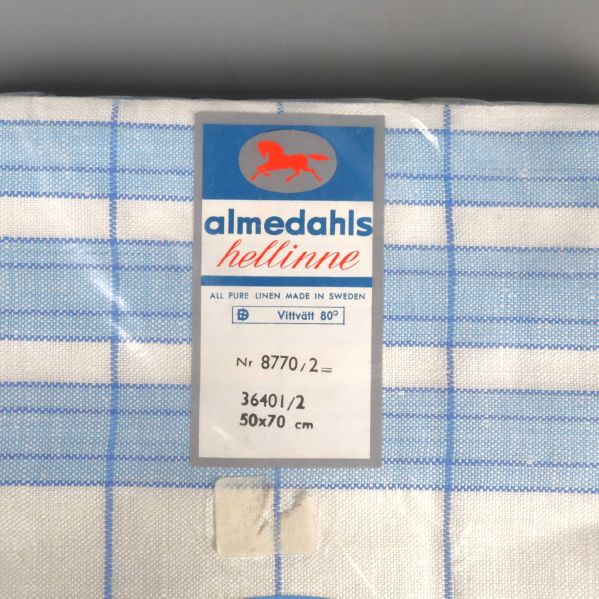 almedahls
hellinne
ALL PURE LINEN MADE IN SWEDEN
Vittvätt 80°
Nr 8770/2=
36401/2
50x70 cm